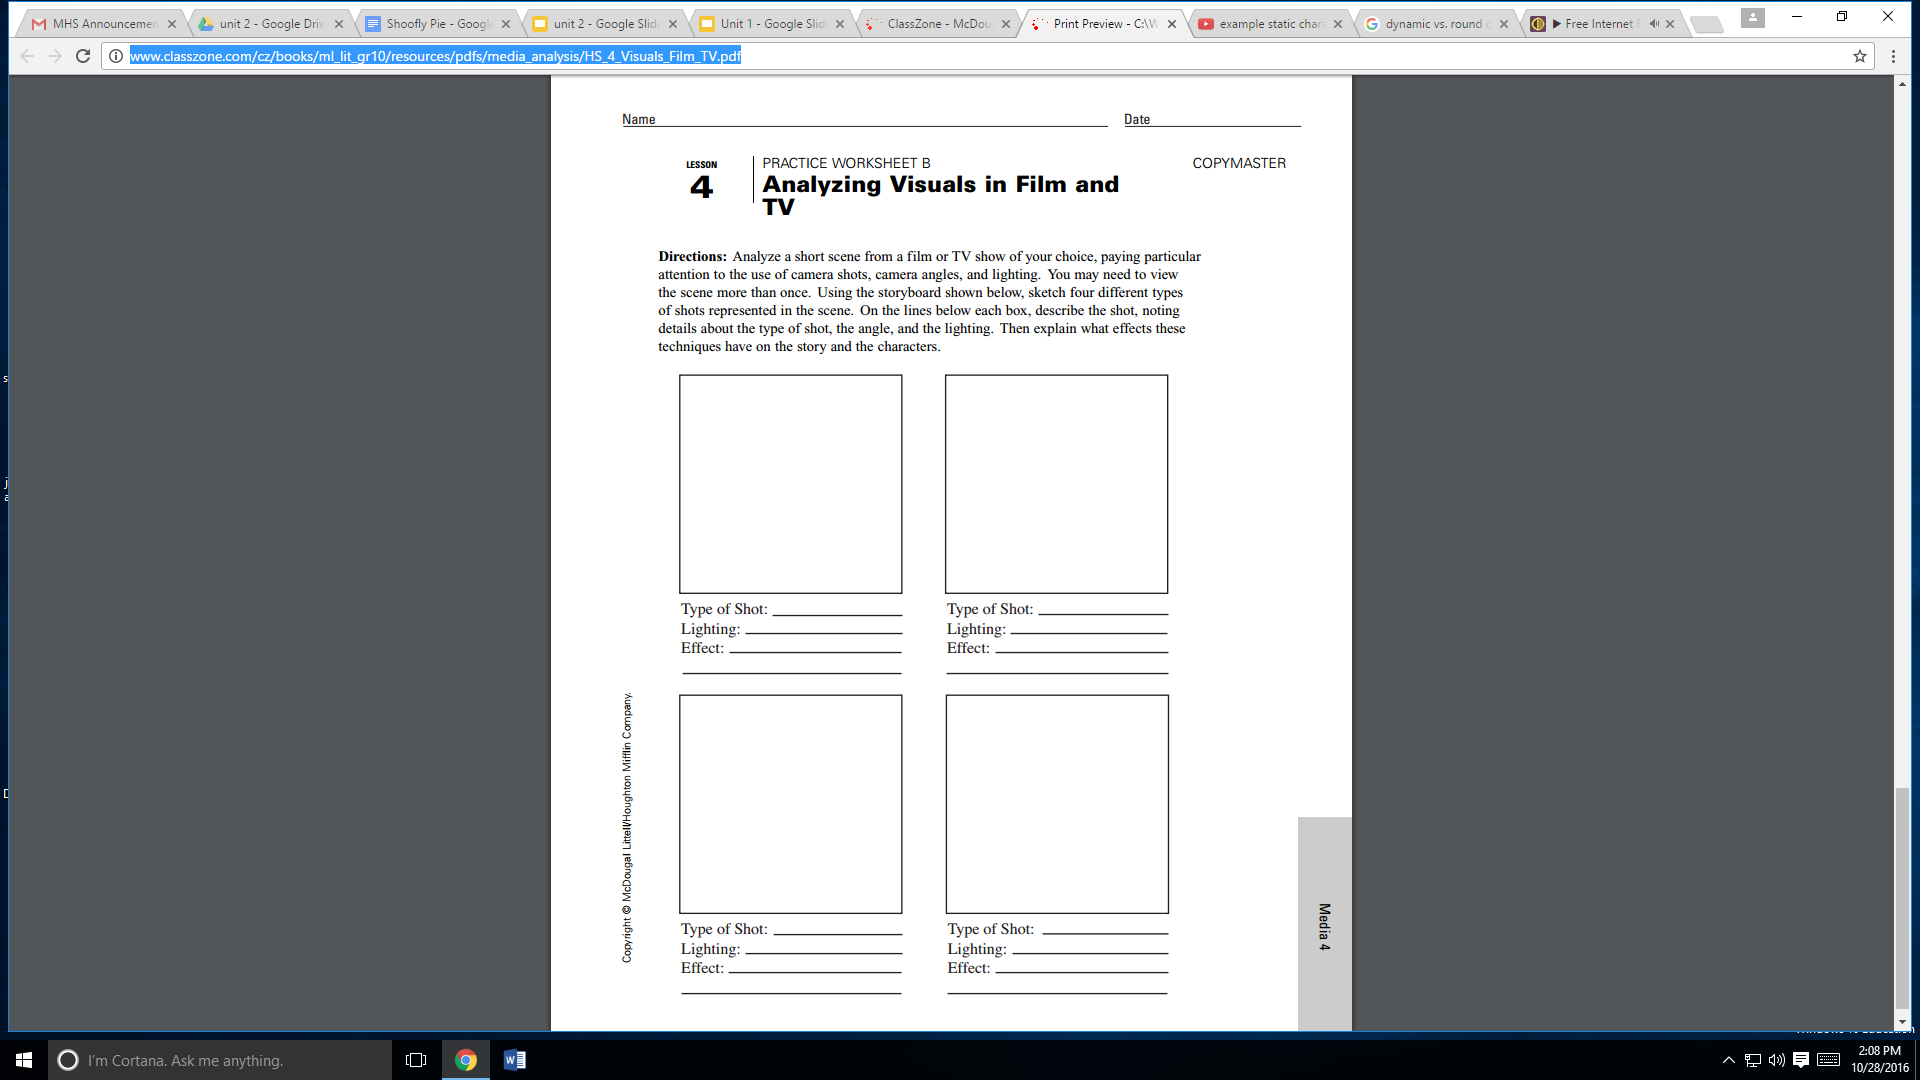 MHS Announcemen
unit 2 - Google Driv
Shoofly Pie - Google
unit 2 - Google Slide
Unit 1 - Google Slid
ClassZone - McDou
Print Preview - C:\W
example static chara
dynamic vs. round c
Free Internet R
www.classzone.com/cz/books/ml_lit_gr10/resources/pdfs/media_analysis/HS_4_Visuals_Film_TV.pdf
Name Date
LESSON
4
PRACTICE WORKSHEET B
COPYMASTER
Analyzing Visuals in Film and
TV
Directions: Analyze a short scene from a film or TV show of your choice, paying particular
attention to the use of camera shots, camera angles, and lighting. You may need to view
the scene more than once. Using the storyboard shown below, sketch four different types
of shots represented in the scene. On the lines below each box, describe the shot, noting
details about the type of shot, the angle, and the lighting. Then explain what effects these
techniques have on the story and the characters.
Type of Shot:
Lighting:
Effect:
Type of Shot:
Lighting:
Effect:
Type of Shot:
Lighting:
Effect:
Type of Shot:
Lighting:
Effect:
Copyright © McDougal Littell/Houghton Mifflin Company.
Media 4
I'm Cortana. Ask me anything.
2:08 PM
10/28/2016